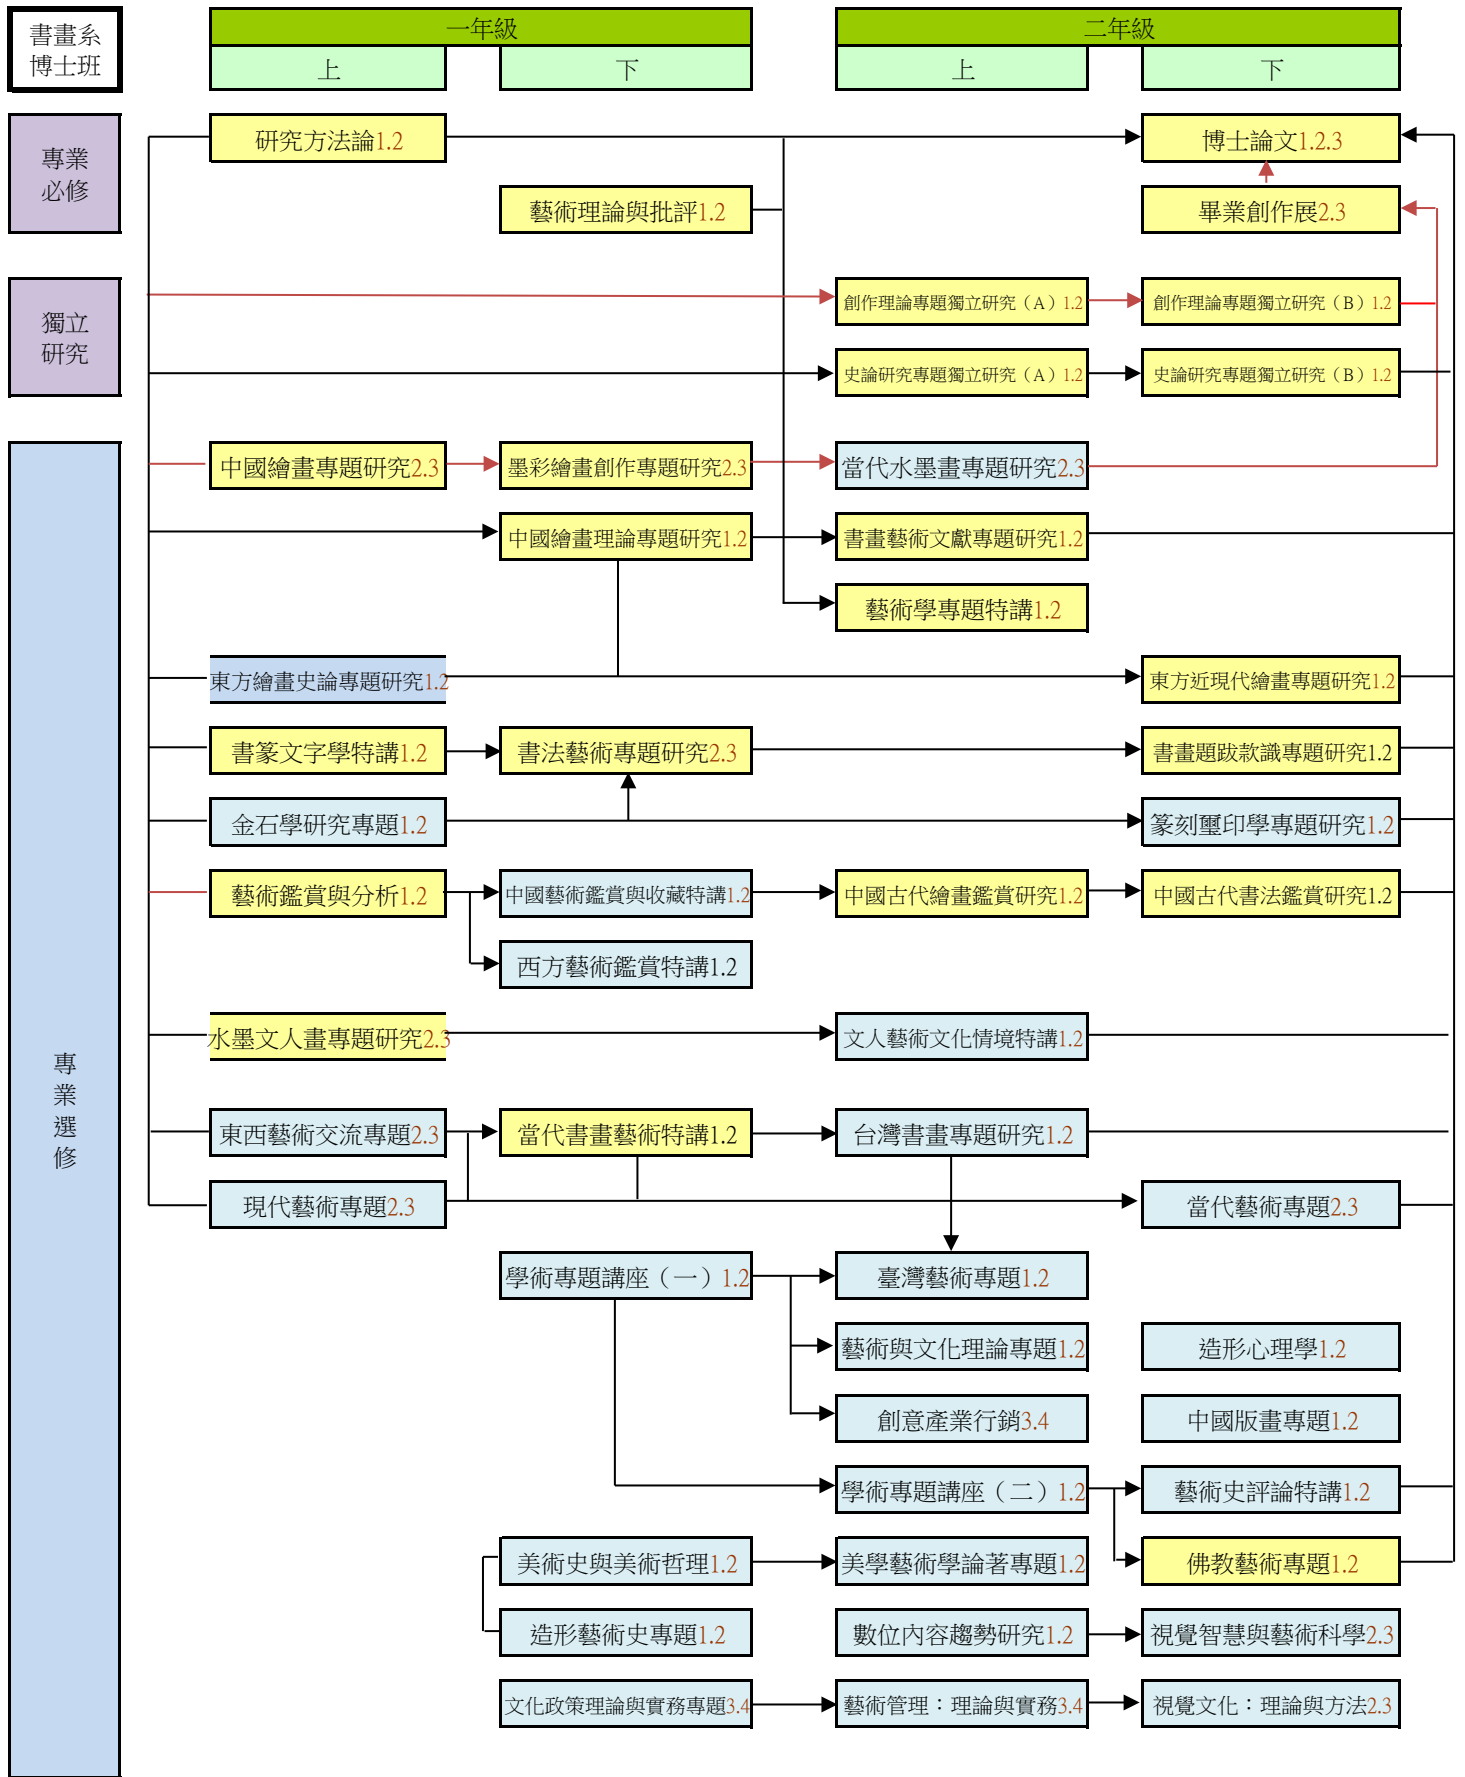 書畫系
博士班
一年級
二年級
上
下
上
下
專業
必修
研究方法論1.2
博士論文1.2.3
藝術理論與批評1.2
畢業創作展2.3
獨立
研究
創作理論專題獨立研究（A）1.2
創作理論專題獨立研究（B）1.2
史論研究專題獨立研究（A）1.2
史論研究專題獨立研究（B）1.2
專
業
選
修
中國繪畫專題研究2.3
墨彩繪畫創作專題研究2.3
當代水墨畫專題研究2.3
中國繪畫理論專題研究1.2
書畫藝術文獻專題研究1.2
藝術學專題特講1.2
東方繪畫史論專題研究1.2
東方近現代繪畫專題研究1.2
書篆文字學特講1.2
書法藝術專題研究2.3
書畫題跋款識專題研究1.2
金石學研究專題1.2
篆刻璽印學專題研究1.2
藝術鑑賞與分析1.2
中國藝術鑑賞與收藏特講1.2
中國古代繪畫鑑賞研究1.2
中國古代書法鑑賞研究1.2
西方藝術鑑賞特講1.2
水墨文人畫專題研究2.3
文人藝術文化情境特講1.2
東西藝術交流專題2.3
當代書畫藝術特講1.2
台灣書畫專題研究1.2
現代藝術專題2.3
當代藝術專題2.3
學術專題講座（一）1.2
臺灣藝術專題1.2
藝術與文化理論專題1.2
造形心理學1.2
創意產業行銷3.4
中國版畫專題1.2
學術專題講座（二）1.2
藝術史評論特講1.2
美術史與美術哲理1.2
美學藝術學論著專題1.2
佛教藝術專題1.2
造形藝術史專題1.2
數位內容趨勢研究1.2
視覺智慧與藝術科學2.3
文化政策理論與實務專題3.4
藝術管理：理論與實務3.4
視覺文化：理論與方法2.3